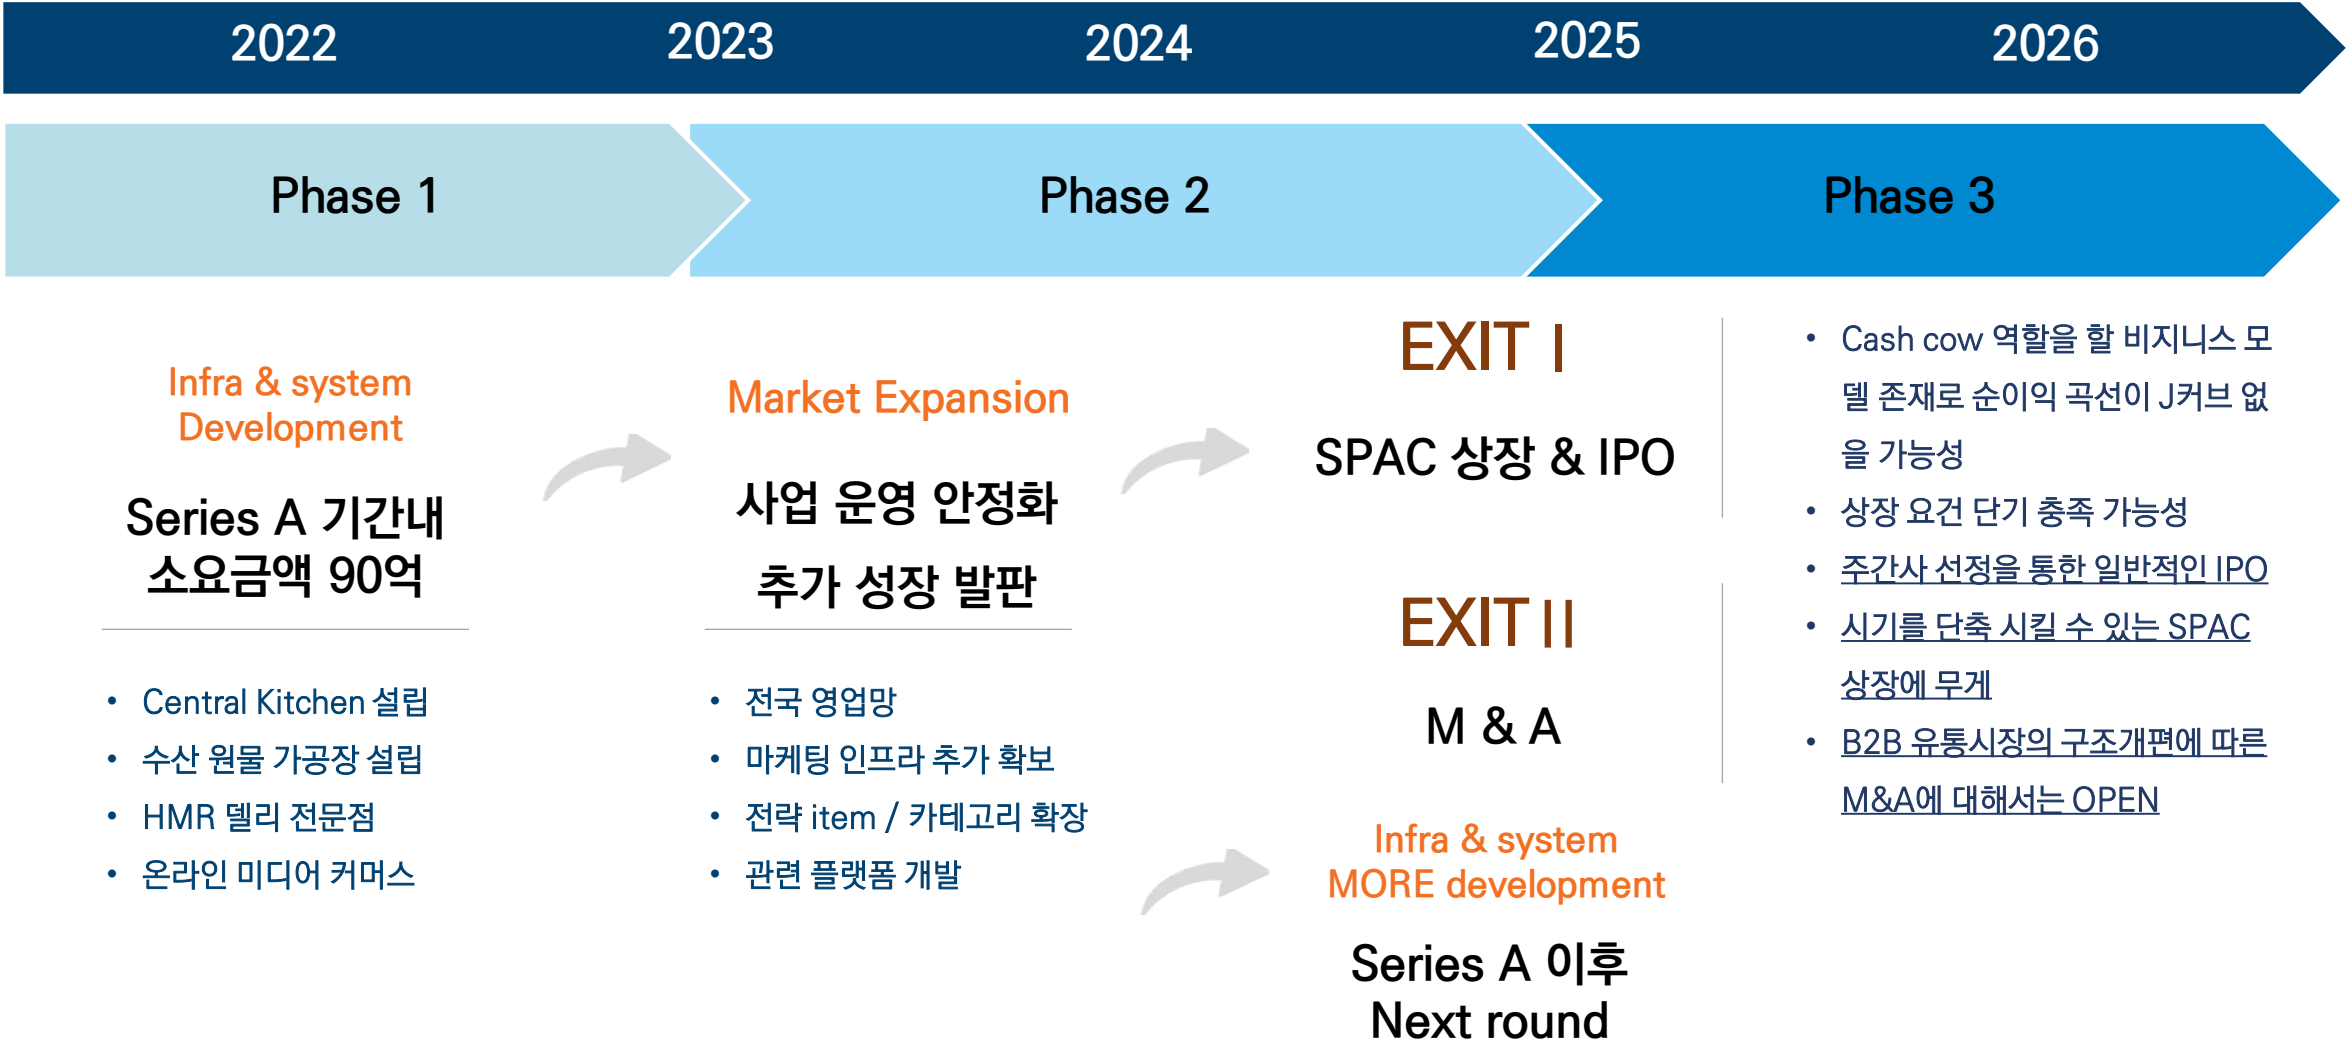 2022
2023
2024
2025
2026
Phase 1
Phase 2
Phase 3
Infra & system
Development
Series A 기간내
소요금액 90억
• Central Kitchen 설립
• 수산 원물 가공장 설립
• HMR 델리 전문점
• 온라인 미디어 커머스
Market Expansion
사업 운영 안정화
추가 성장 발판
• 전국 영업망
• 마케팅 인프라 추가 확보
• 전략 item / 카테고리 확장
• 관련 플랫폼 개발
EXIT Ⅰ
SPAC 상장 & IPO
EXIT Ⅱ
M & A
Infra & system
MORE development
Series A 이후
Next round
• Cash cow 역할을 할 비지니스 모
델 존재로 순이익 곡선이 J커브 없
을 가능성
• 상장 요건 단기 충족 가능성
• 주간사 선정을 통한 일반적인 IPO
• 시기를 단축 시킬 수 있는 SPAC
상장에 무게
• B2B 유통시장의 구조개편에 따른
M&A에 대해서는 OPEN